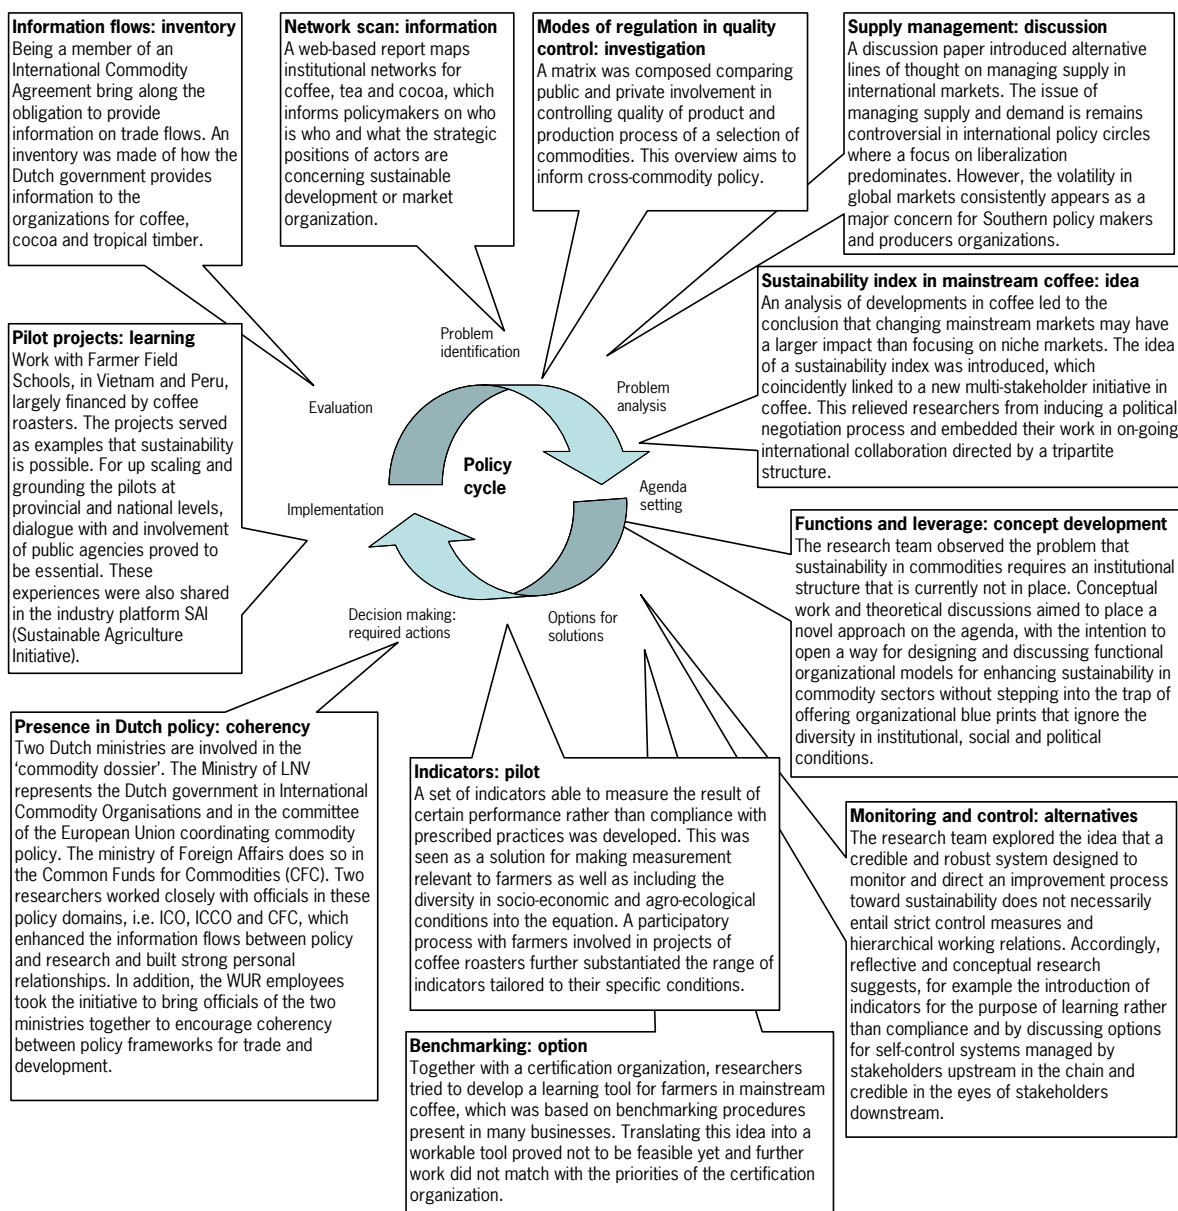 Information flows: inventory
Being a member of an
International Commodity
Agreement bring along the
obligation to provide
information on trade flows. An
inventory was made of how the
Dutch government provides
information to the
organizations for coffee,
cocoa and tropical timber.
Network scan: information
A web-based report maps
institutional networks for
coffee, tea and cocoa, which
informs policymakers on who
is who and what the strategic
positions of actors are
concerning sustainable
development or market
organization.
Modes of regulation in quality
control: investigation
A matrix was composed comparing
public and private involvement in
controlling quality of product and
production process of a selection of
commodities. This overview aims to
inform cross-commodity policy.
Supply management: discussion
A discussion paper introduced alternative
lines of thought on managing supply in
international markets. The issue of
managing supply and demand is remains
controversial in international policy circles
where a focus on liberalization
predominates. However, the volatility in
global markets consistently appears as a
major concern for Southern policy makers
and producers organizations.
Sustainability index in mainstream coffee: idea
An analysis of developments in coffee led to the
conclusion that changing mainstream markets may have
a larger impact than focusing on niche markets. The idea
of a sustainability index was introduced, which
coincidently linked to a new multi-stakeholder initiative in
coffee. This relieved researchers from inducing a political
negotiation process and embedded their work in on-going
international collaboration directed by a tripartite
structure.
Pilot projects: learning
Work with Farmer Field
Schools, in Vietnam and Peru,
largely financed by coffee
roasters. The projects served
as examples that sustainability
is possible. For up scaling and
grounding the pilots at
provincial and national levels,
dialogue with and involvement
of public agencies proved to
be essential. These
experiences were also shared
in the industry platform SAI
(Sustainable Agriculture
Initiative).
Problem
identification
Problem
analysis
Evaluation
Policy
cycle
Agenda
setting
Implementation
Decision making:
required actions
Options for
solutions
Functions and leverage: concept development
The research team observed the problem that
sustainability in commodities requires an institutional
structure that is currently not in place. Conceptual
work and theoretical discussions aimed to place a
novel approach on the agenda, with the intention to
open a way for designing and discussing functional
organizational models for enhancing sustainability in
commodity sectors without stepping into the trap of
offering organizational blue prints that ignore the
diversity in institutional, social and political
conditions.
Presence in Dutch policy: coherency
Two Dutch ministries are involved in the
‘commodity dossier’. The Ministry of LNV
represents the Dutch government in International
Commodity Organisations and in the committee
of the European Union coordinating commodity
policy. The ministry of Foreign Affairs does so in
the Common Funds for Commodities (CFC). Two
researchers worked closely with officials in these
policy domains, i.e. ICO, ICCO and CFC, which
enhanced the information flows between policy
and research and built strong personal
relationships. In addition, the WUR employees
took the initiative to bring officials of the two
ministries together to encourage coherency
between policy frameworks for trade and
development.
Indicators: pilot
A set of indicators able to measure the result of
certain performance rather than compliance with
prescribed practices was developed. This was
seen as a solution for making measurement
relevant to farmers as well as including the
diversity in socio-economic and agro-ecological
conditions into the equation. A participatory
process with farmers involved in projects of
coffee roasters further substantiated the range of
indicators tailored to their specific conditions.
Monitoring and control: alternatives
The research team explored the idea that a
credible and robust system designed to
monitor and direct an improvement process
toward sustainability does not necessarily
entail strict control measures and
hierarchical working relations. Accordingly,
reflective and conceptual research
suggests, for example the introduction of
indicators for the purpose of learning rather
than compliance and by discussing options
for self-control systems managed by
stakeholders upstream in the chain and
credible in the eyes of stakeholders
downstream.
Benchmarking: option
Together with a certification organization, researchers
tried to develop a learning tool for farmers in mainstream
coffee, which was based on benchmarking procedures
present in many businesses. Translating this idea into a
workable tool proved not to be feasible yet and further
work did not match with the priorities of the certification
organization.